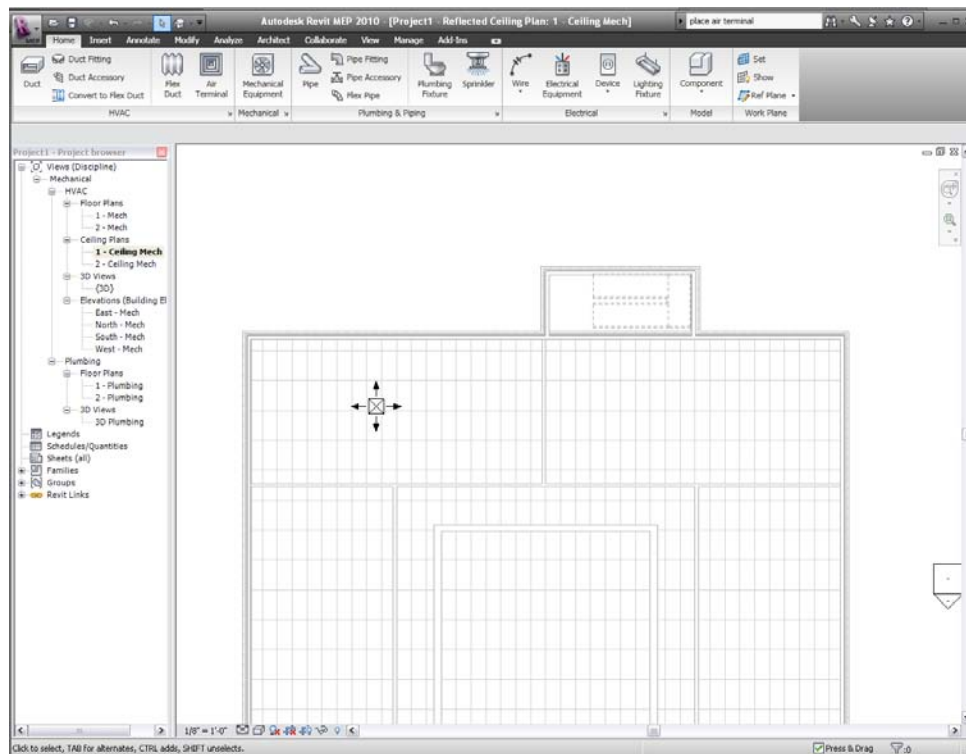 Autodesk Revit MEP 2010 - [Project1 - Reflected Ceiling Plan: 1 - Ceiling Mech]
place air terminal
MEP
Home Insert Annotate Modify Analyze Architect Collaborate View Manage Add-Ins
Duct
Duct Fitting
Duct Accessory
Convert to Flex Duct
Flex Duct
Air Terminal
Mechanical Equipment
Pipe
Pipe Fitting
Pipe Accessory
Flex Pipe
Plumbing Fixture
Sprinkler
Wire
Electrical Equipment
Device
Lighting Fixture
Component
Set
Show
Ref Plane
HVAC Mechanical Plumbing & Piping Electrical Model Work Plane
Project1 - Project browser
Views (Discipline)
Mechanical
HVAC
Floor Plans
1 - Mech
2 - Mech
Ceiling Plans
1 - Ceiling Mech
2 - Ceiling Mech
3D Views
{3D}
Elevations (Building El
East - Mech
North - Mech
South - Mech
West - Mech
Plumbing
Floor Plans
1 - Plumbing
2 - Plumbing
3D Views
3D Plumbing
Legends
Schedules/Quantities
Sheets (all)
Families
Groups
Revit Links
1/8" = 1'-0"
Click to select, TAB for alternates, CTRL adds, SHIFT unselects.
Press & Drag
:0